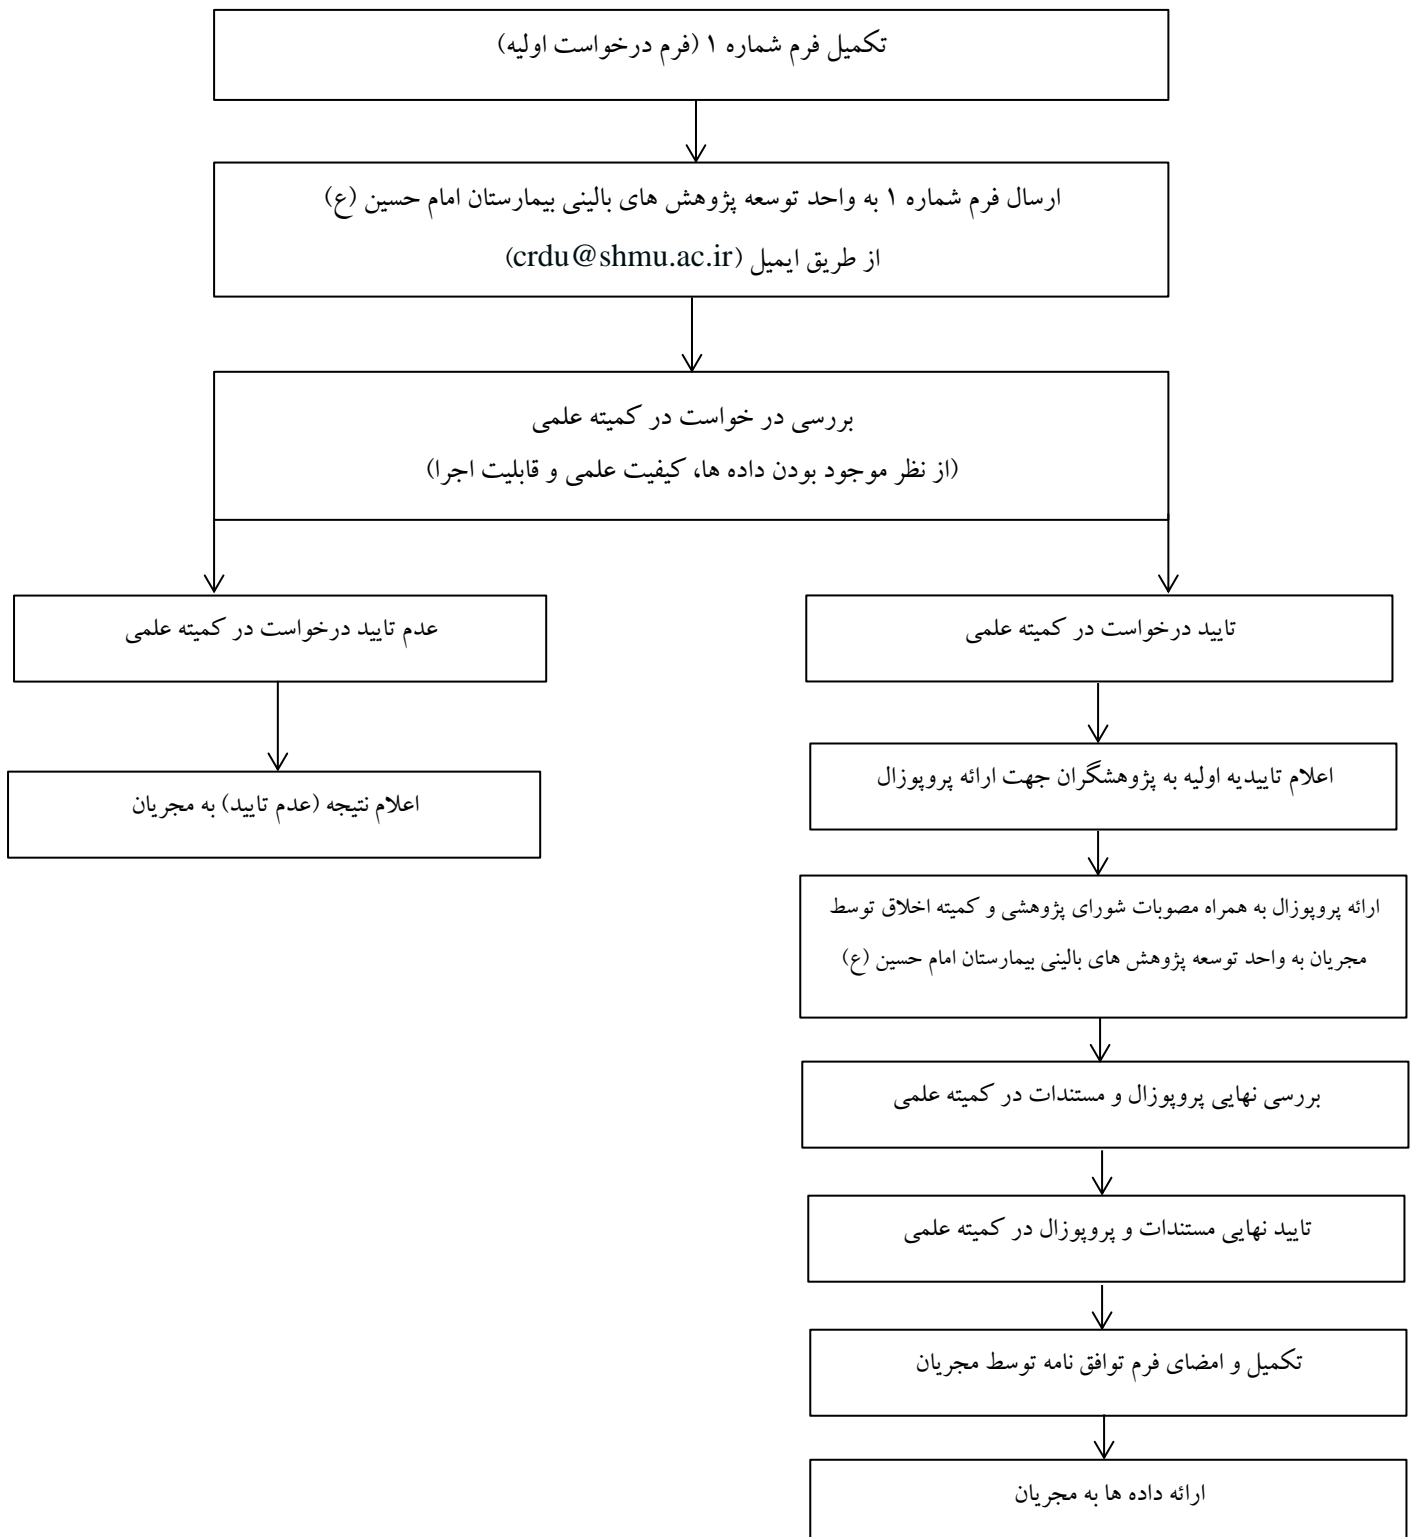 تکمیل فرم شماره ۱ (فرم درخواست اولیه)
ارسال فرم شماره ۱ به واحد توسعه پژوهش های بالینی بیمارستان امام حسین (ع)
از طریق ایمیل (crdu@shmu.ac.ir)
بررسی در خواست در کمیته علمی
(از نظر موجود بودن داده ها، کیفیت علمی و قابلیت اجرا)
تایید درخواست در کمیته علمی
عدم تایید درخواست در کمیته علمی
اعلام تاییدیه اولیه به پژوهشگران جهت ارائه پروپوزال
اعلام نتیجه (عدم تایید) به مجریان
ارائه پروپوزال به همراه مصوبات شورای پژوهشی و کمیته اخلاق توسط
مجریان به واحد توسعه پژوهش های بالینی بیمارستان امام حسین (ع)
بررسی نهایی پروپوزال و مستندات در کمیته علمی
تایید نهایی مستندات و پروپوزال در کمیته علمی
تکمیل و امضای فرم توافق نامه توسط مجریان
ارائه داده ها به مجریان